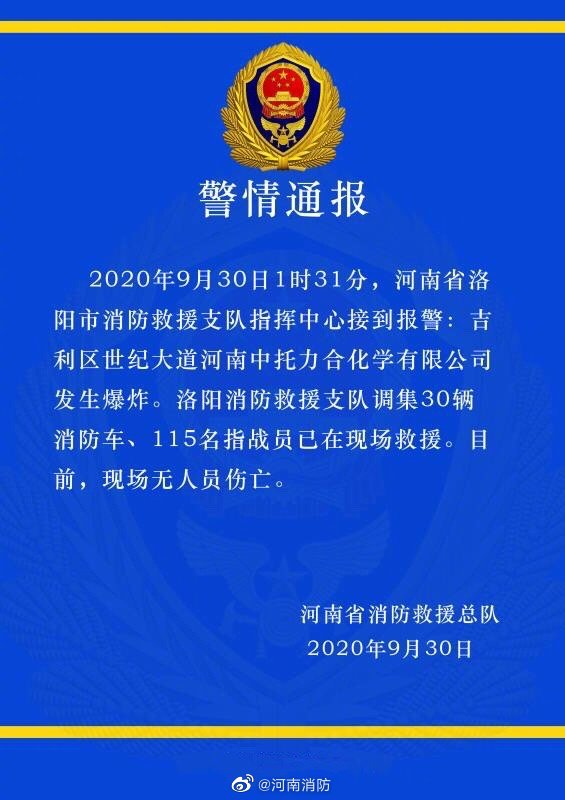 警情通报
2020年9月30日1时31分，河南省洛
阳市消防救援支队指挥中心接到报警：吉
利区世纪大道河南中托力合化学有限公司
发生爆炸。洛阳消防救援支队调集30辆
消防车、115名指战员已在现场救援。目
前，现场无人员伤亡。
河南省消防救援总队
2020年9月30日
@河南消防